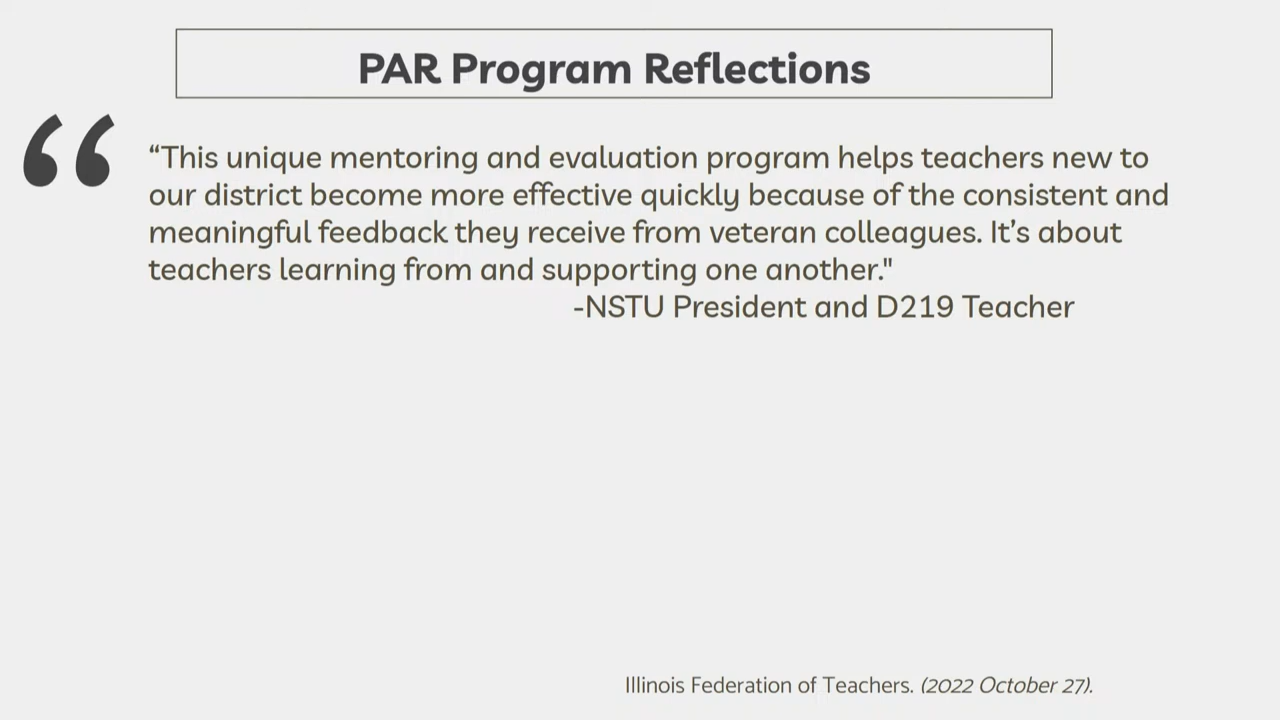 PAR Program Reflections
“
“This unique mentoring and evaluation program helps teachers new to
our district become more effective quickly because of the consistent and
meaningful feedback they receive from veteran colleagues. It’s about
teachers learning from and supporting one another."
-NSTU President and D219 Teacher
Illinois Federation of Teachers. (2022 October 27).